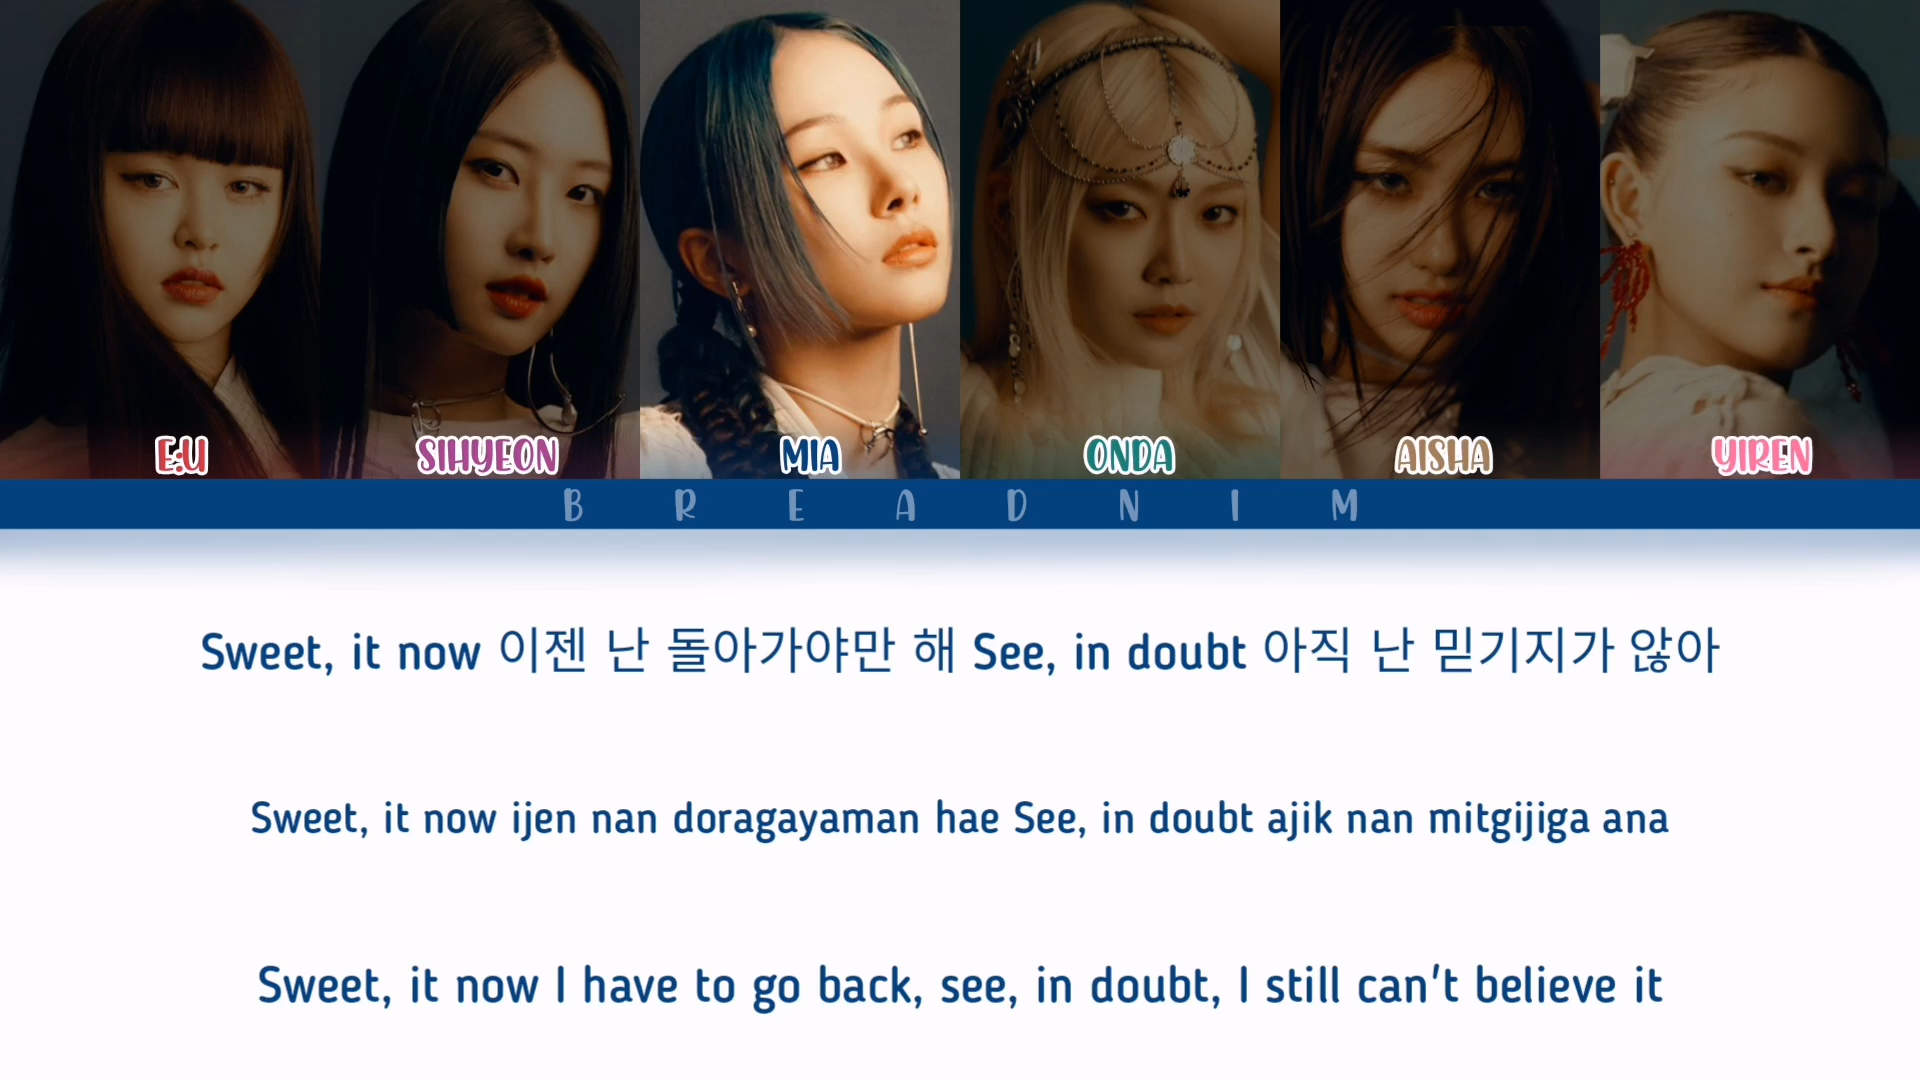 E:U SIHYEON MIA ONDA AISHA YIREN
BREADNIM
Sweet, it now 이젠 난 돌아가야만 해 See, in doubt 아직 난 믿기지가 않아
Sweet, it now ijen nan doragayaman hae See, in doubt ajik nan mitgijiga ana
Sweet, it now I have to go back, see, in doubt, I still can't believe it